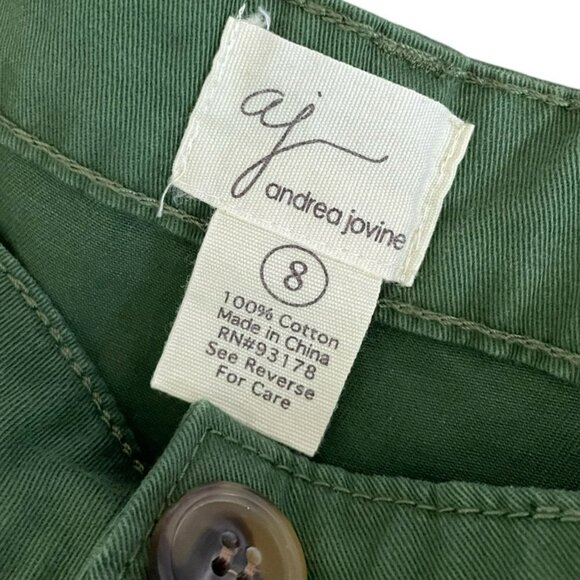 aj
andrea jovine
8
100% Cotton
Made in China
RN#93178
See Reverse
For Care